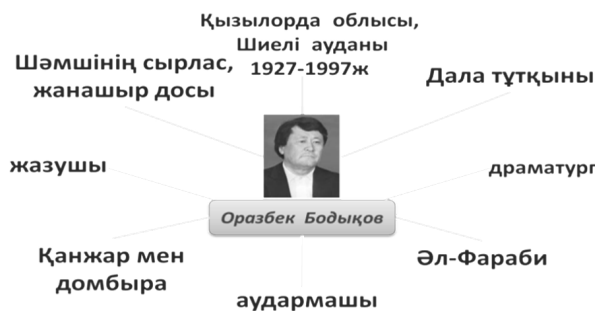 Қызылорда облысы,
Шиелі ауданы
1927-1997ж
Шәмшінің сырлас,
жанашыр досы
Дала тұтқыны
жазушы
драматург
Оразбек Бодықов
Қанжар мен
домбыра
Әл-Фараби
аудармашы